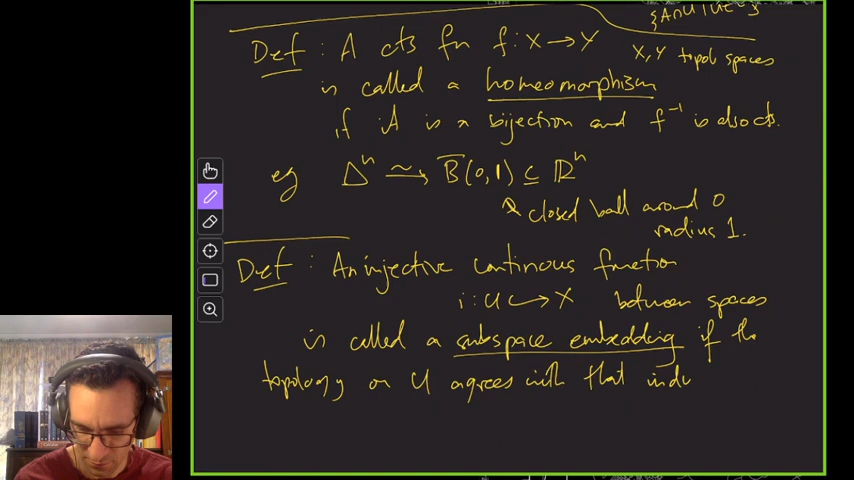 Def : A cts fn f : X → Y
X, Y topol spaces
is called a homeomorphism
if it is a bijection and f⁻¹ is also cts.
eg Δⁿ ⥲ B̅(0,1) ⊆ ℝⁿ
closed ball around 0
radius 1.
Def : An injective continous function
i : U ↪ X between spaces
is called a subspace embedding if the
topology on U agrees with that indu